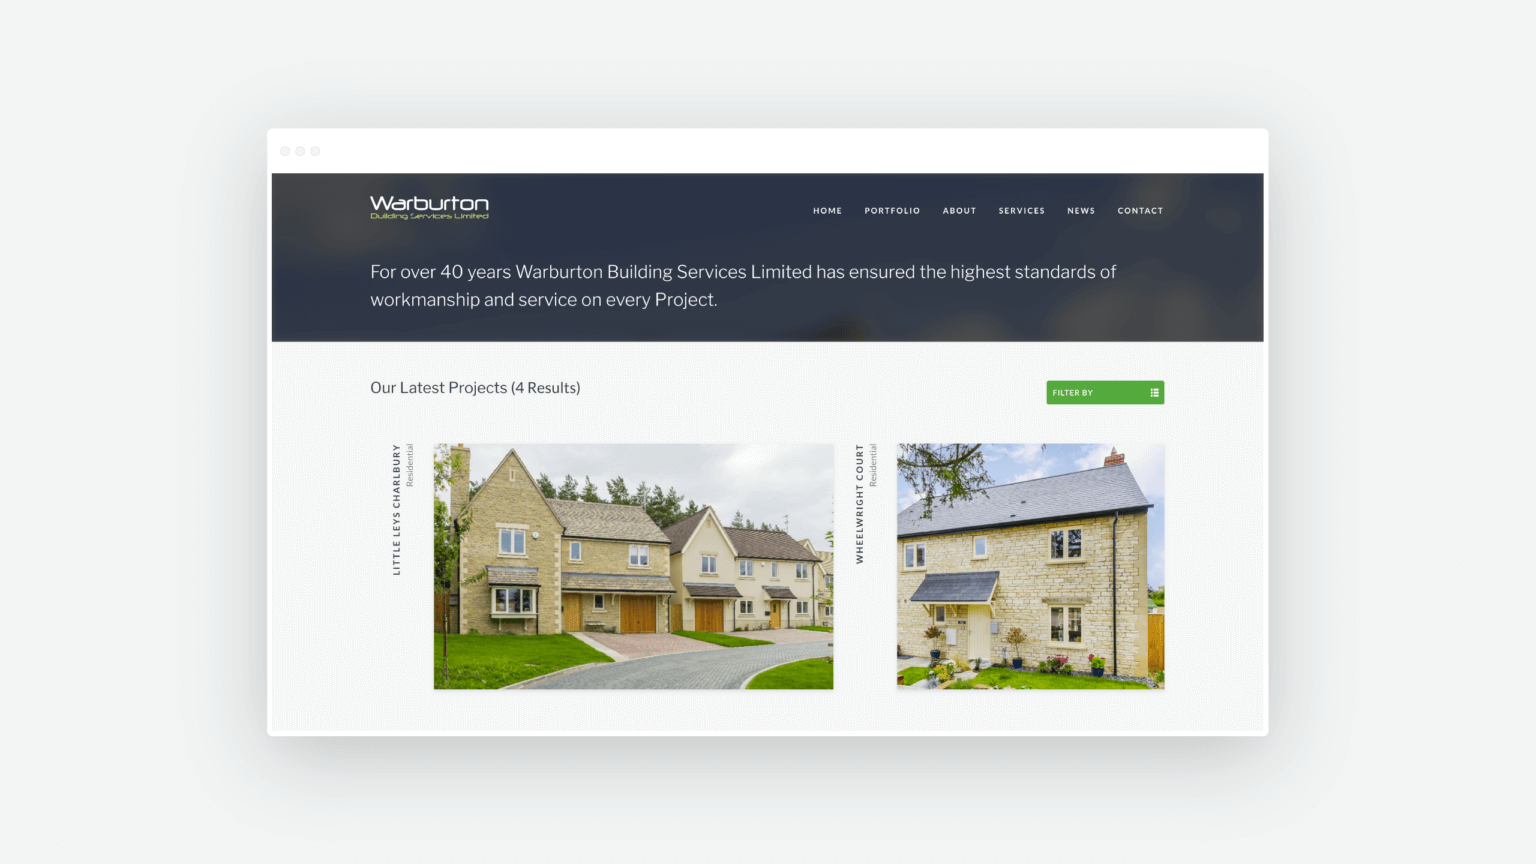 Warburton
Building Services Limited
HOME
PORTFOLIO
ABOUT
SERVICES
NEWS
CONTACT
For over 40 years Warburton Building Services Limited has ensured the highest standards of
workmanship and service on every Project.
Our Latest Projects (4 Results)
FILTER BY
LITTLE LEYS CHARLBURY
Residential
WHEELWRIGHT COURT
Residential